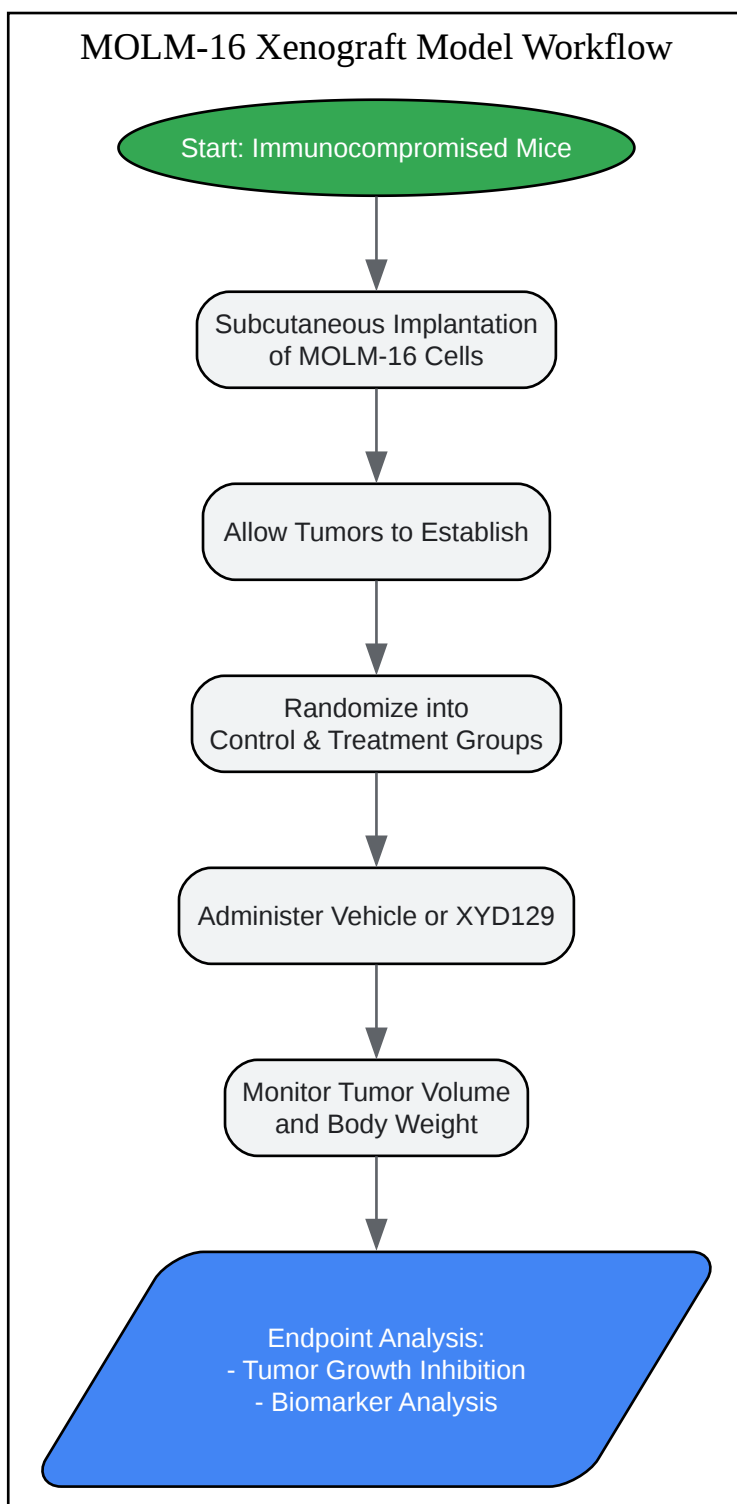 MOLM-16 Xenograft Model Workflow
Start: Immunocompromised Mice
Subcutaneous Implantation
of MOLM-16 Cells
Allow Tumors to Establish
Randomize into
Control & Treatment Groups
Administer Vehicle or XYD129
Monitor Tumor Volume
and Body Weight
Endpoint Analysis:
- Tumor Growth Inhibition
- Biomarker Analysis